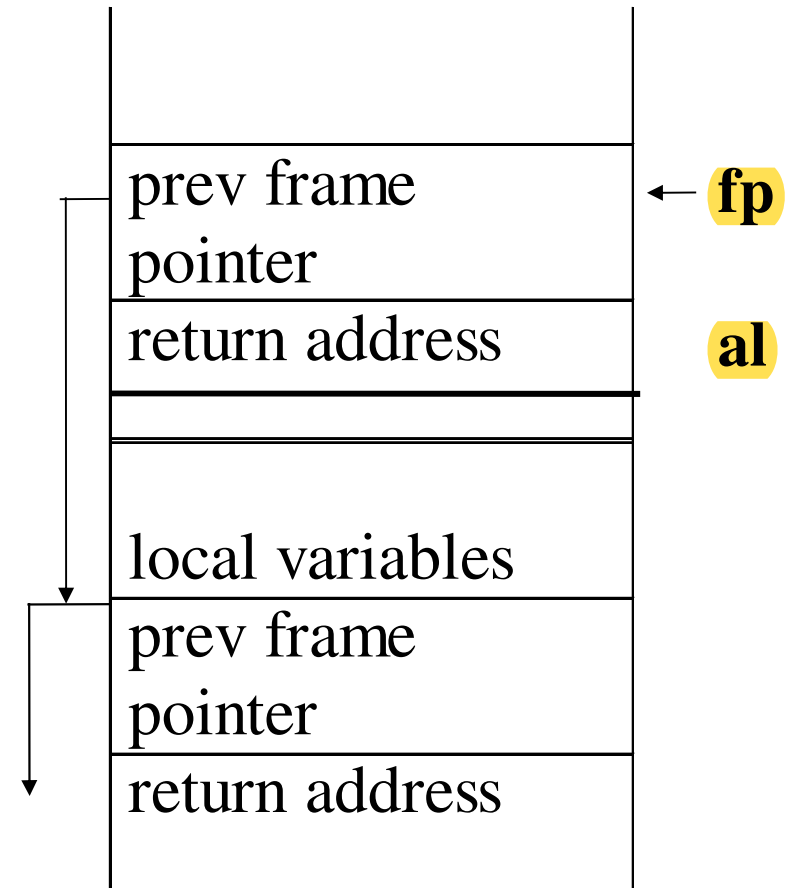 prev frame
fp
pointer
return address
al
local variables
prev frame
pointer
return address